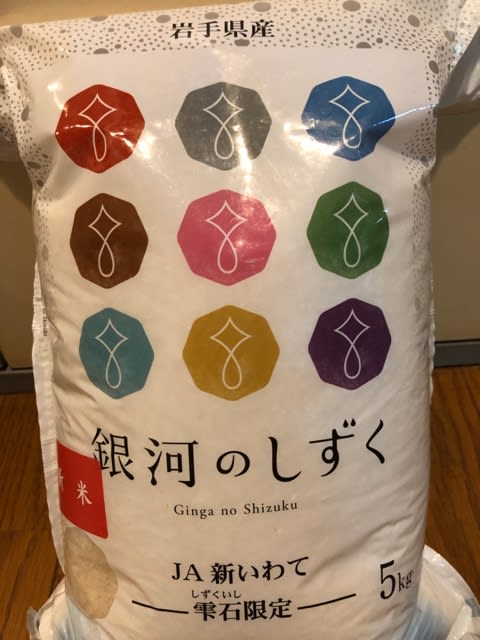 岩手県産
銀河のしずく
新米
Ginga no Shizuku
JA 新いわて
しずくいし
雫石限定
5kg